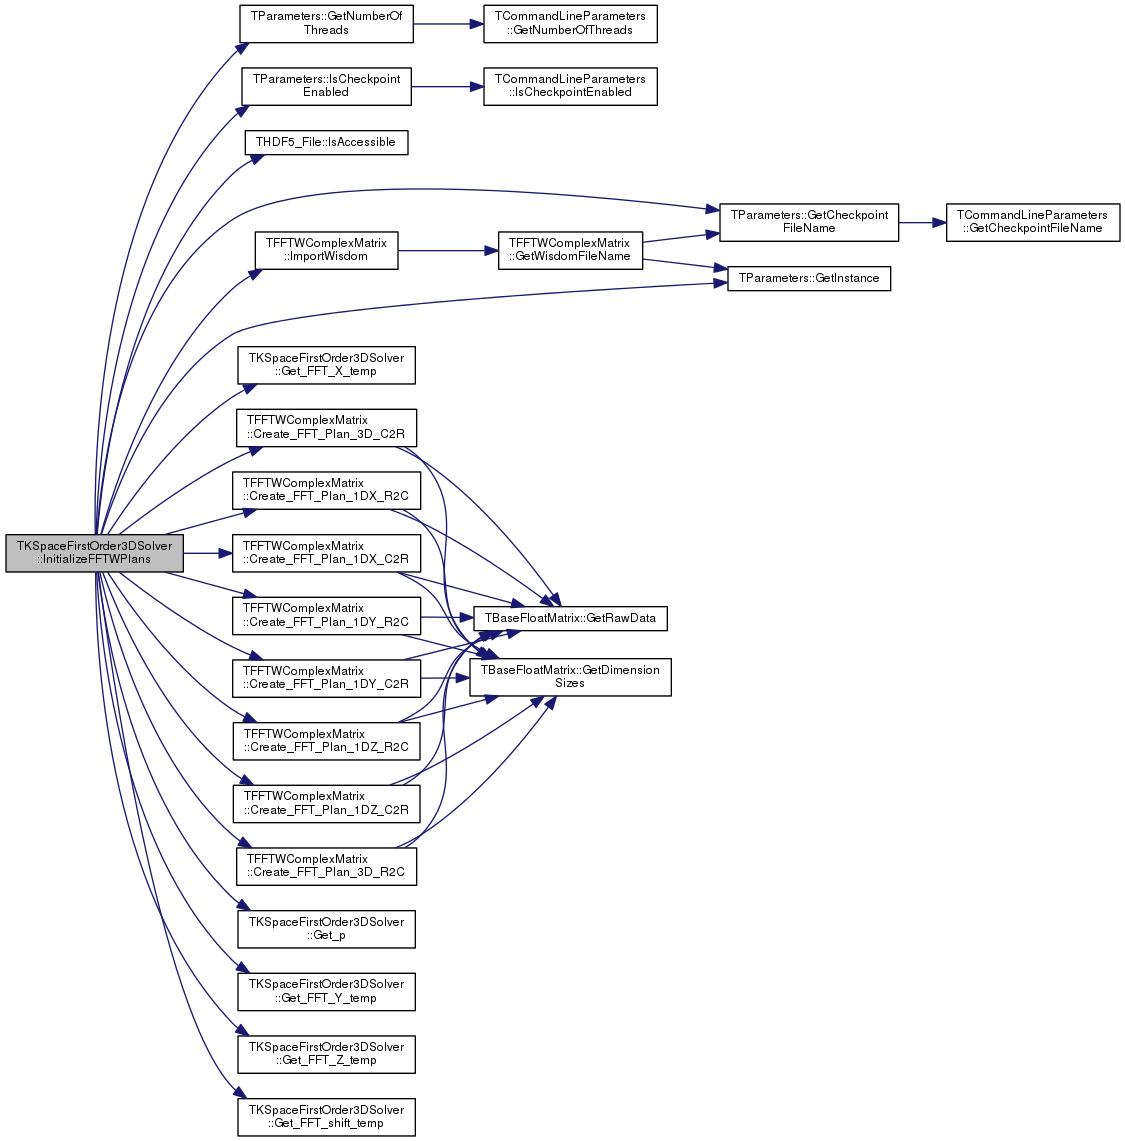 TParameters::GetNumberOf
Threads
TCommandLineParameters
::GetNumberOfThreads
TParameters::IsCheckpoint
Enabled
TCommandLineParameters
::IsCheckpointEnabled
THDF5_File::IsAccessible
TParameters::GetCheckpoint
FileName
TCommandLineParameters
::GetCheckpointFileName
TFFTWComplexMatrix
::ImportWisdom
TFFTWComplexMatrix
::GetWisdomFileName
TParameters::GetInstance
TKSpaceFirstOrder3DSolver
::Get_FFT_X_temp
TFFTWComplexMatrix
::Create_FFT_Plan_3D_C2R
TFFTWComplexMatrix
::Create_FFT_Plan_1DX_R2C
TKSpaceFirstOrder3DSolver
::InitializeFFTWPlans
TFFTWComplexMatrix
::Create_FFT_Plan_1DX_C2R
TFFTWComplexMatrix
::Create_FFT_Plan_1DY_R2C
TBaseFloatMatrix::GetRawData
TFFTWComplexMatrix
::Create_FFT_Plan_1DY_C2R
TBaseFloatMatrix::GetDimension
Sizes
TFFTWComplexMatrix
::Create_FFT_Plan_1DZ_R2C
TFFTWComplexMatrix
::Create_FFT_Plan_1DZ_C2R
TFFTWComplexMatrix
::Create_FFT_Plan_3D_R2C
TKSpaceFirstOrder3DSolver
::Get_p
TKSpaceFirstOrder3DSolver
::Get_FFT_Y_temp
TKSpaceFirstOrder3DSolver
::Get_FFT_Z_temp
TKSpaceFirstOrder3DSolver
::Get_FFT_shift_temp